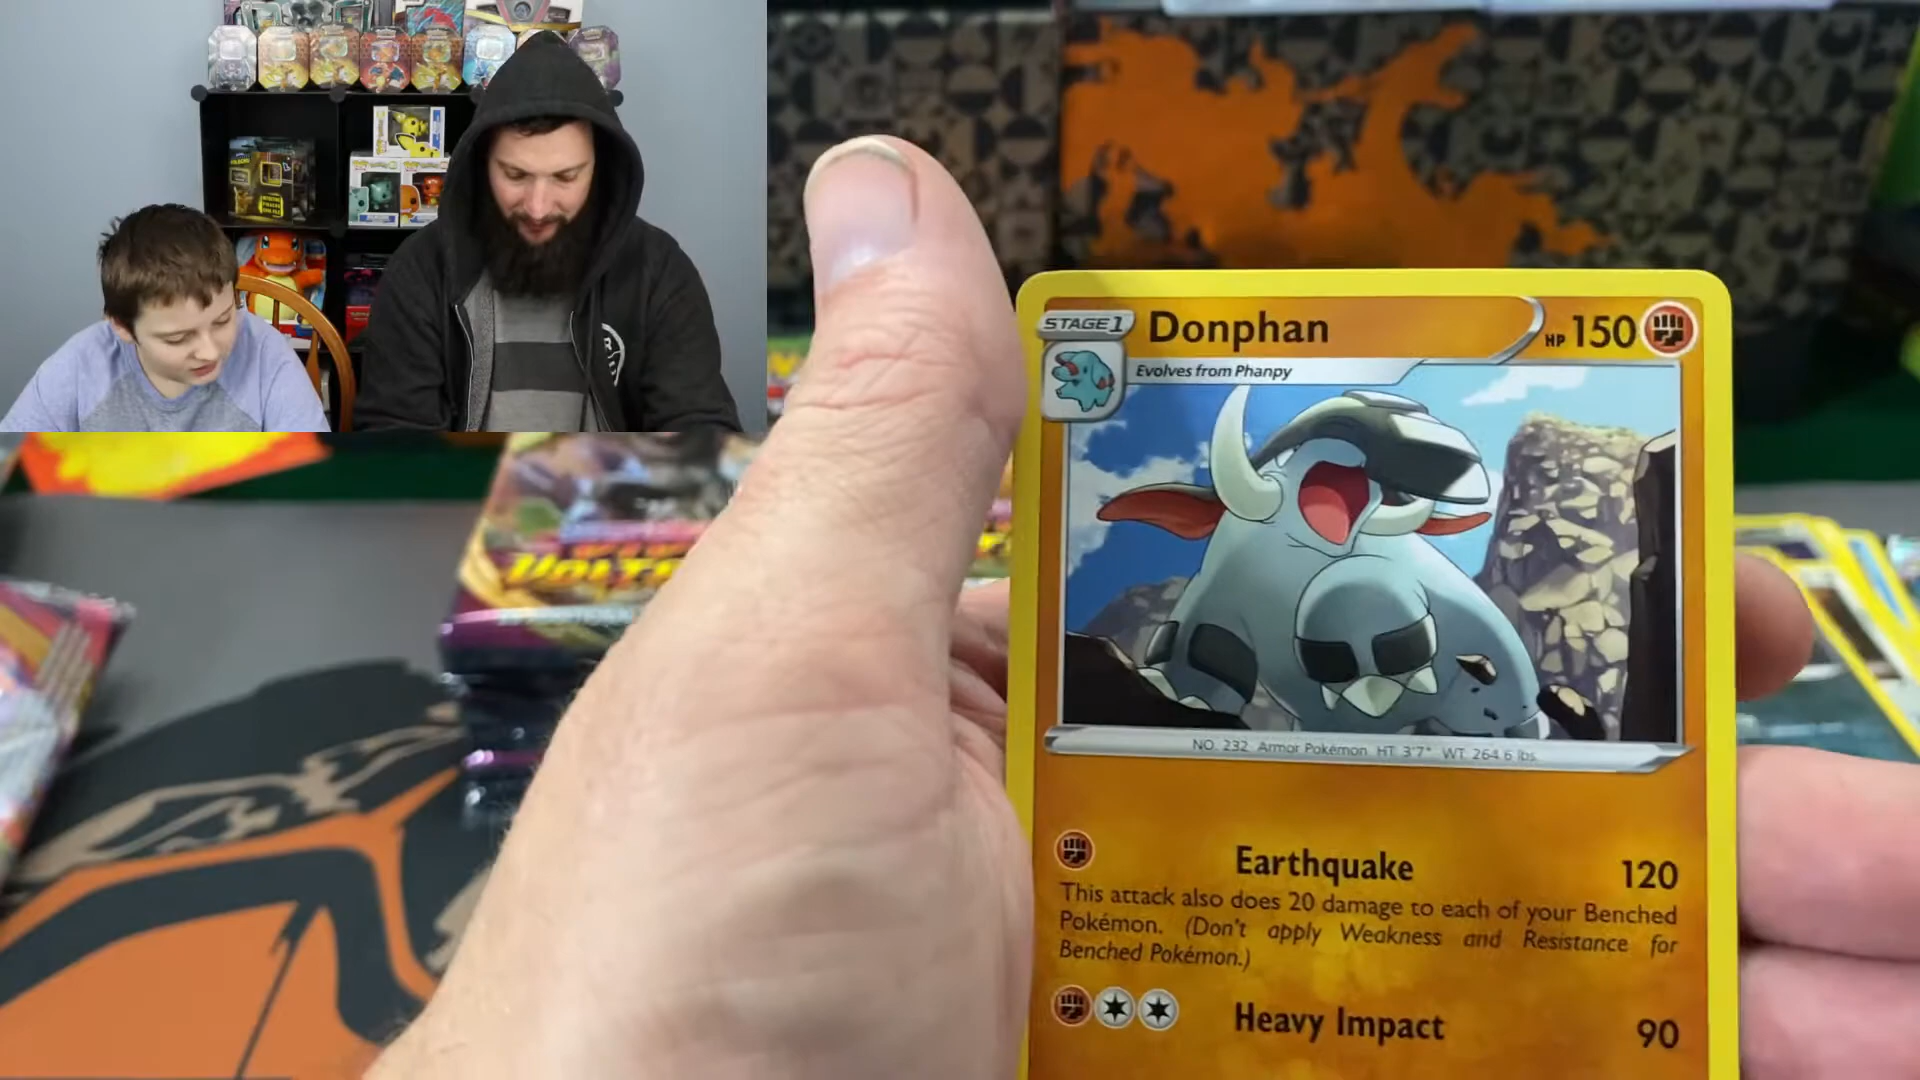 VOLTA
STAGE 1
Donphan
HP 150
Evolves from Phanpy
NO. 232 Armor Pokémon HT 3'7" WT 264.6 lbs.
Earthquake 120
This attack also does 20 damage to each of your Benched
Pokémon. (Don't apply Weakness and Resistance for
Benched Pokémon.)
Heavy Impact 90